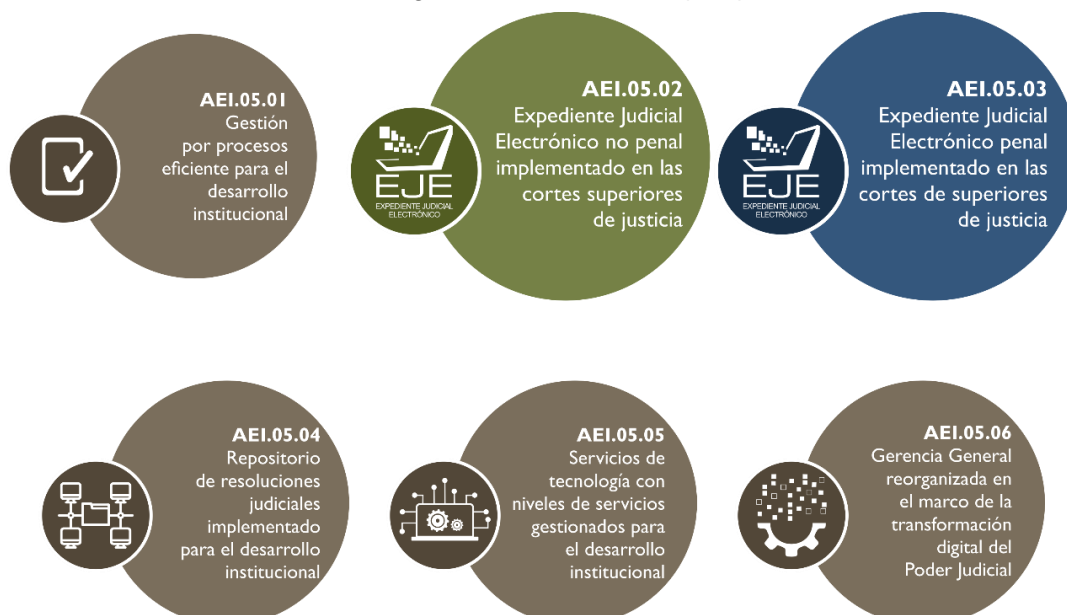 AEI.05.01
Gestión
por procesos
eficiente para el
desarrollo
institucional
EJE
EXPEDIENTE JUDICIAL
ELECTRÓNICO
AEI.05.02
Expediente Judicial
Electrónico no penal
implementado en las
cortes superiores
de justicia
EJE
EXPEDIENTE JUDICIAL
ELECTRÓNICO
AEI.05.03
Expediente Judicial
Electrónico penal
implementado en las
cortes de superiores
de justicia
AEI.05.04
Repositorio
de resoluciones
judiciales
implementado
para el desarrollo
institucional
AEI.05.05
Servicios de
tecnología con
niveles de servicios
gestionados para
el desarrollo
institucional
AEI.05.06
Gerencia General
reorganizada en
el marco de la
transformación
digital del
Poder Judicial